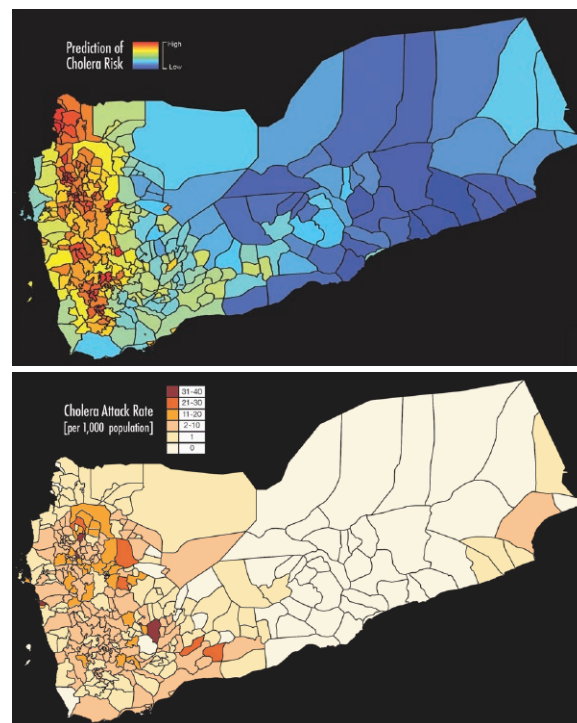 Prediction of
Cholera Risk
High
Low
Cholera Attack Rate
[per 1,000 population]
31-40
21-30
11-20
2-10
1
0